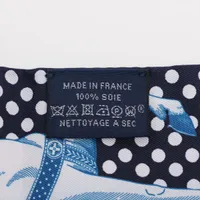 MADE IN FRANCE
100% SOIE
NETTOYAGE A SEC